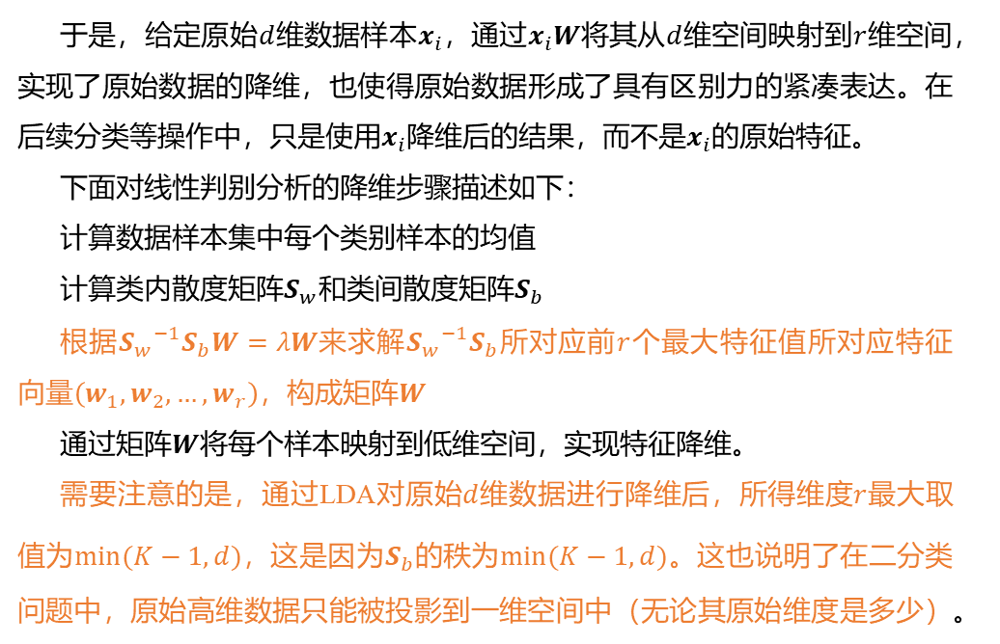 于是，给定原始d维数据样本xᵢ，通过xᵢW将其从d维空间映射到r维空间，
实现了原始数据的降维，也使得原始数据形成了具有区别力的紧凑表达。在
后续分类等操作中，只是使用xᵢ降维后的结果，而不是xᵢ的原始特征。
下面对线性判别分析的降维步骤描述如下：
计算数据样本集中每个类别样本的均值
计算类内散度矩阵S_w和类间散度矩阵S_b
根据S_w⁻¹S_bW = λW来求解S_w⁻¹S_b所对应前r个最大特征值所对应特征
向量(w₁, w₂, …, wᵣ)，构成矩阵W
通过矩阵W将每个样本映射到低维空间，实现特征降维。
需要注意的是，通过LDA对原始d维数据进行降维后，所得维度r最大取
值为min(K − 1, d)，这是因为S_b的秩为min(K − 1, d)。这也说明了在二分类
问题中，原始高维数据只能被投影到一维空间中（无论其原始维度是多少）。